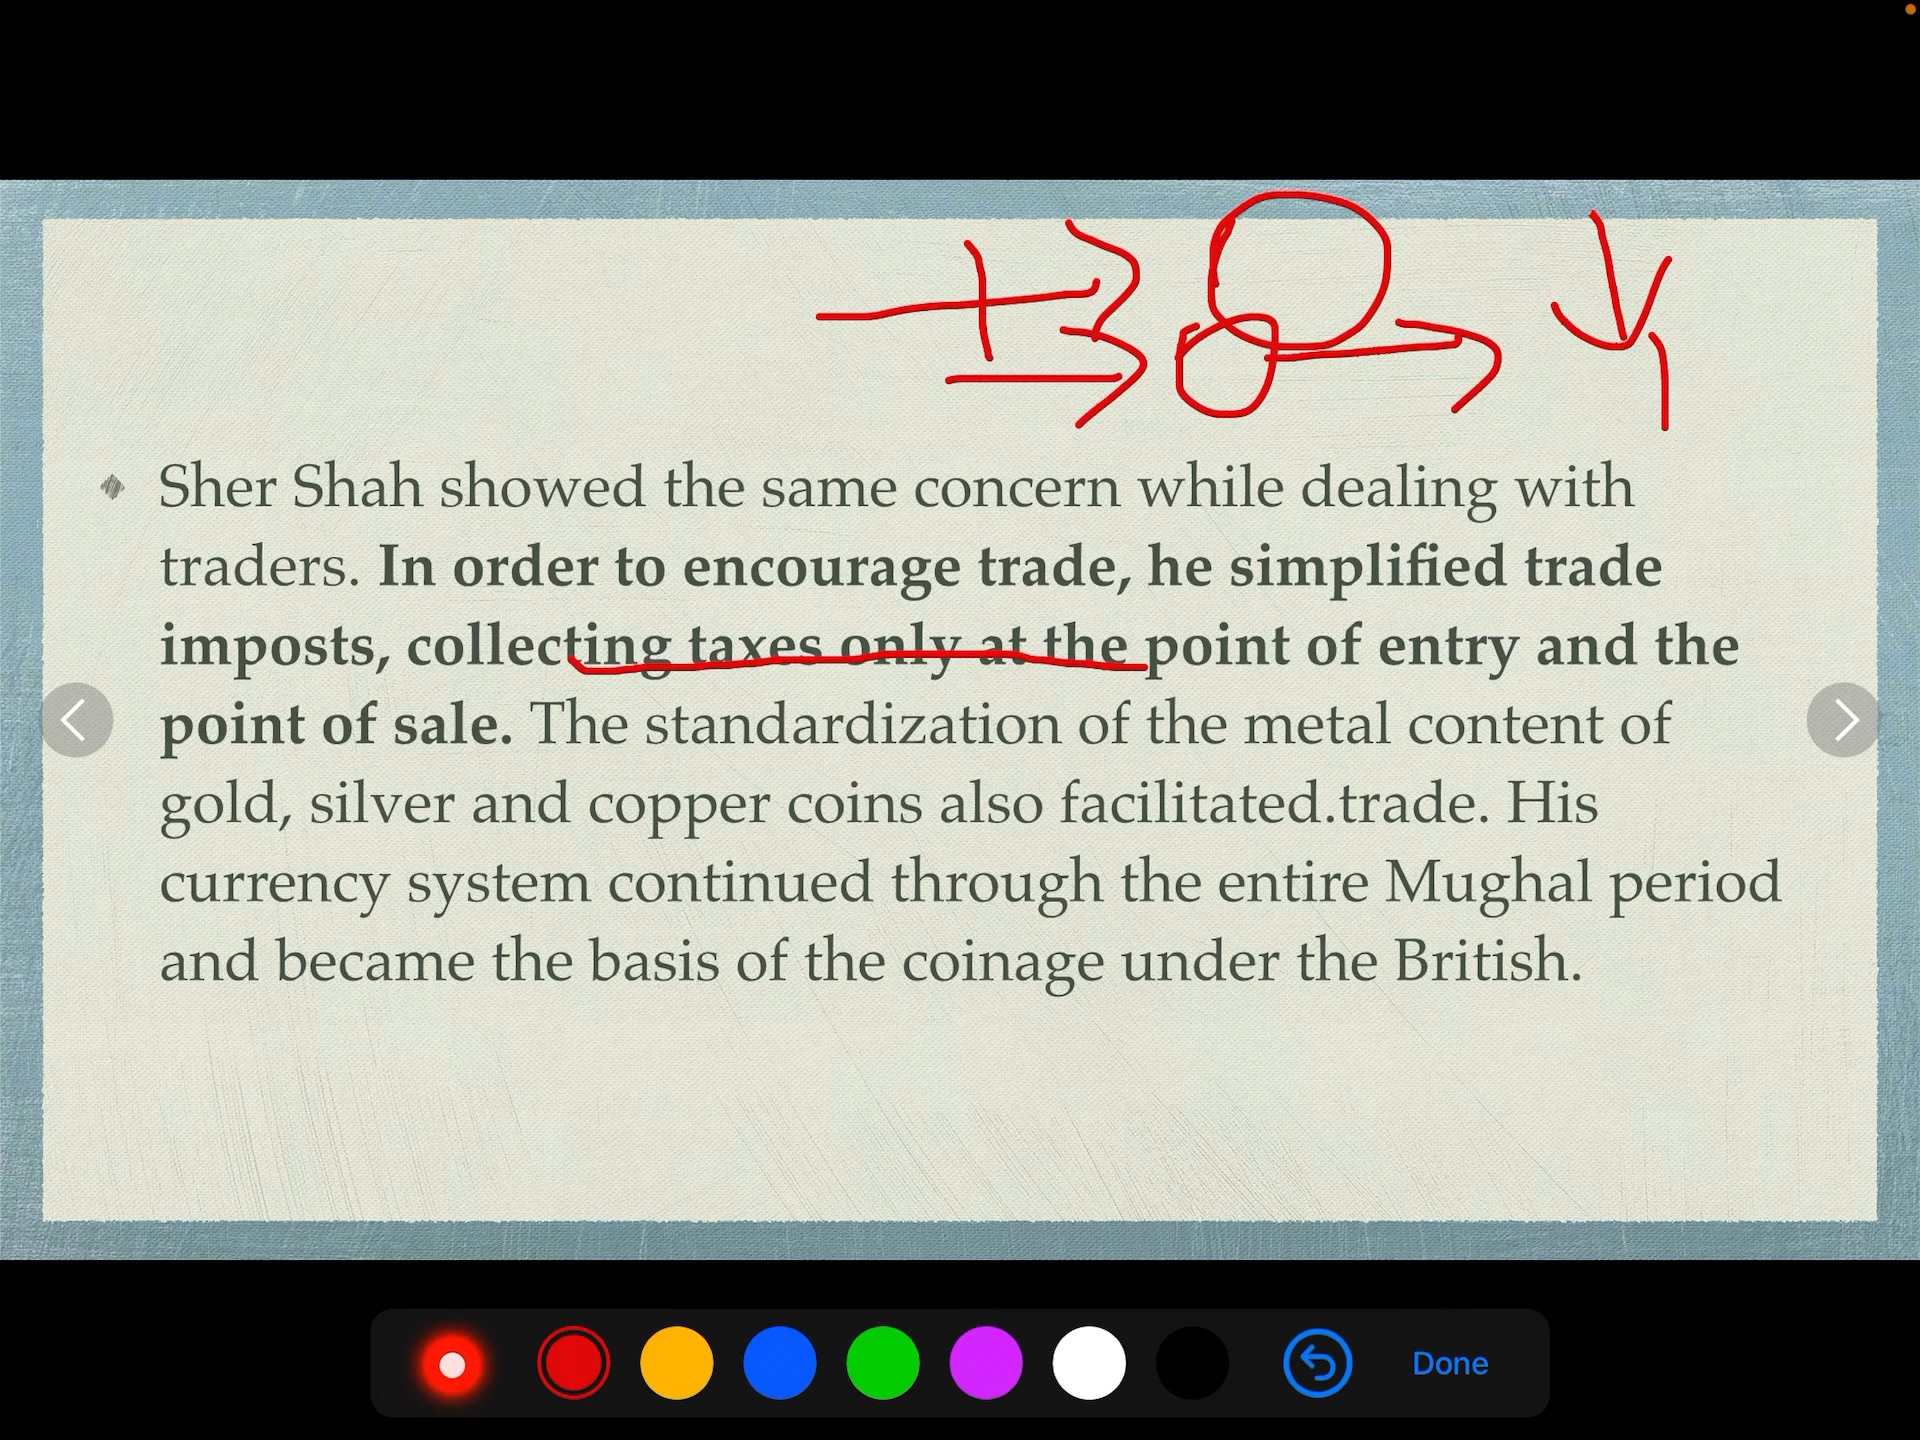 Sher Shah showed the same concern while dealing with
traders. In order to encourage trade, he simplified trade
imposts, collecting taxes only at the point of entry and the
point of sale. The standardization of the metal content of
gold, silver and copper coins also facilitated.trade. His
currency system continued through the entire Mughal period
and became the basis of the coinage under the British.
Done